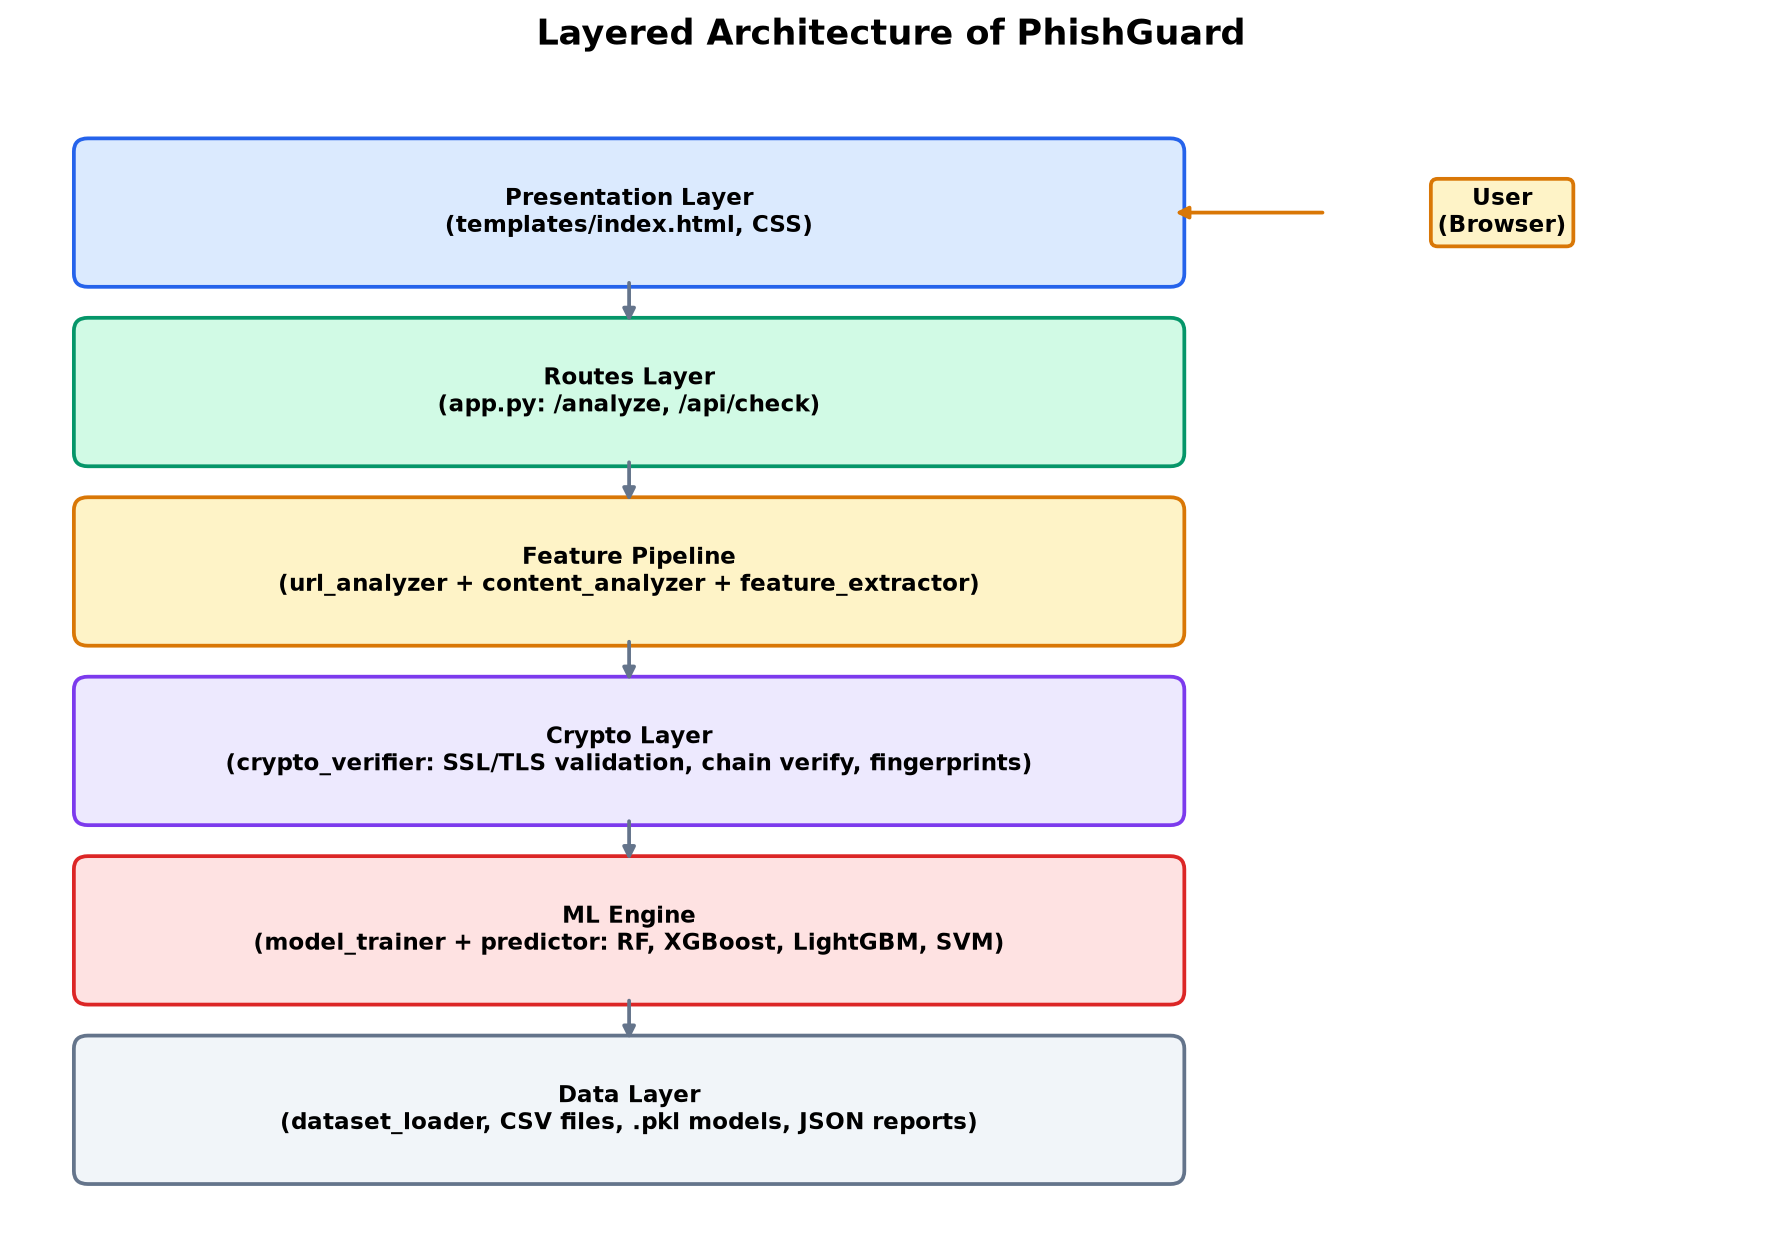 Layered Architecture of PhishGuard
Presentation Layer
(templates/index.html, CSS)
User
(Browser)
Routes Layer
(app.py: /analyze, /api/check)
Feature Pipeline
(url_analyzer + content_analyzer + feature_extractor)
Crypto Layer
(crypto_verifier: SSL/TLS validation, chain verify, fingerprints)
ML Engine
(model_trainer + predictor: RF, XGBoost, LightGBM, SVM)
Data Layer
(dataset_loader, CSV files, .pkl models, JSON reports)